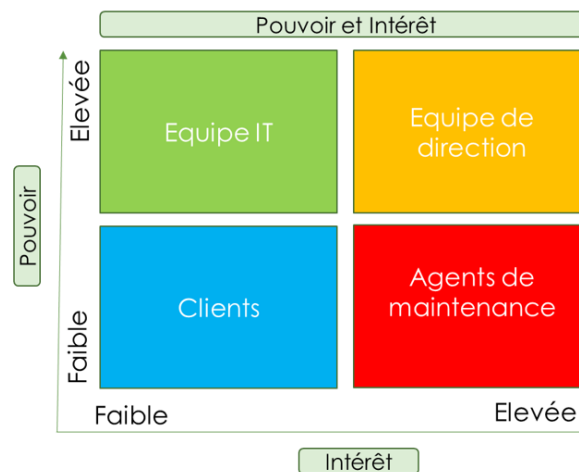 Pouvoir et Intérêt
Elevée
Equipe IT
Equipe de
direction
Pouvoir
Faible
Clients
Agents de
maintenance
Faible
Elevée
Intérêt